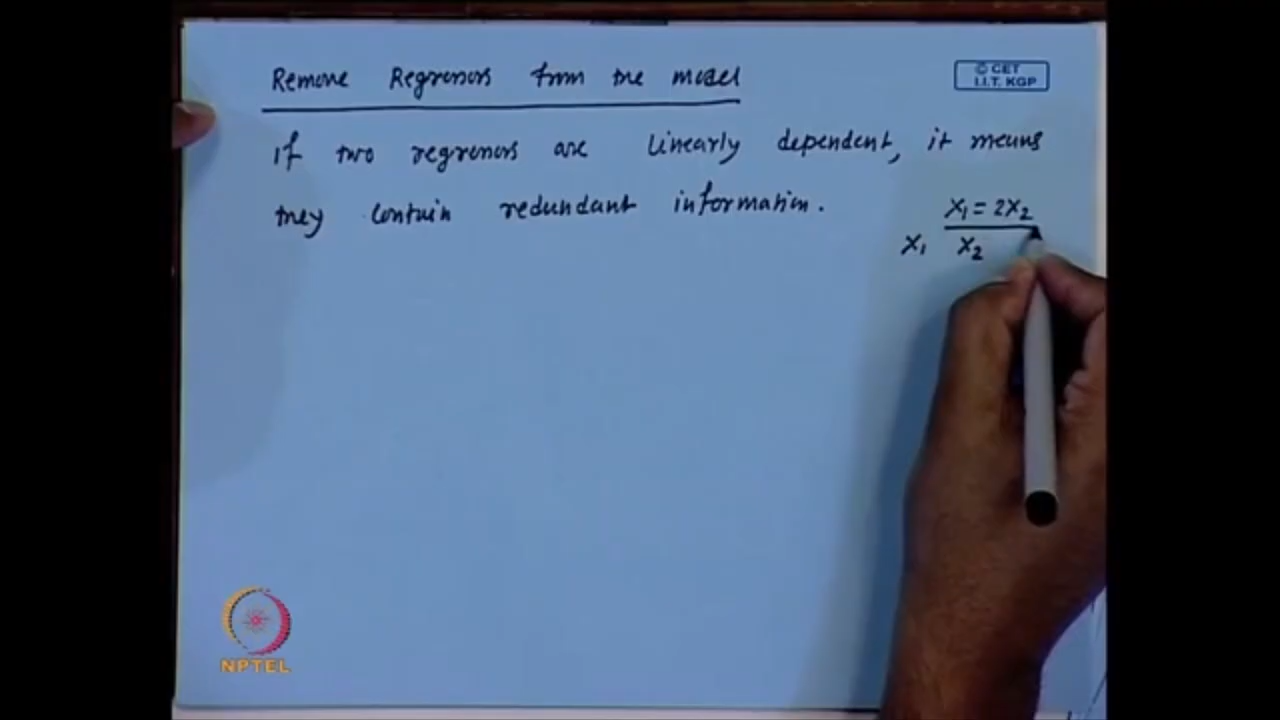 Remove Regressors from the model
© CET
I.I.T. KGP
If two regressors are linearly dependent, it means
they contain redundant information.
X₁ = 2X₂
X₁ X₂
NPTEL